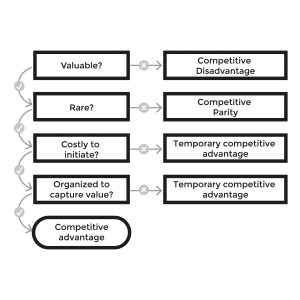 Valuable?
Competitive
Disadvantage
Rare?
Competitive
Parity
Costly to
initiate?
Temporary competitive
advantage
Organized to
capture value?
Temporary competitive
advantage
Competitive
advantage